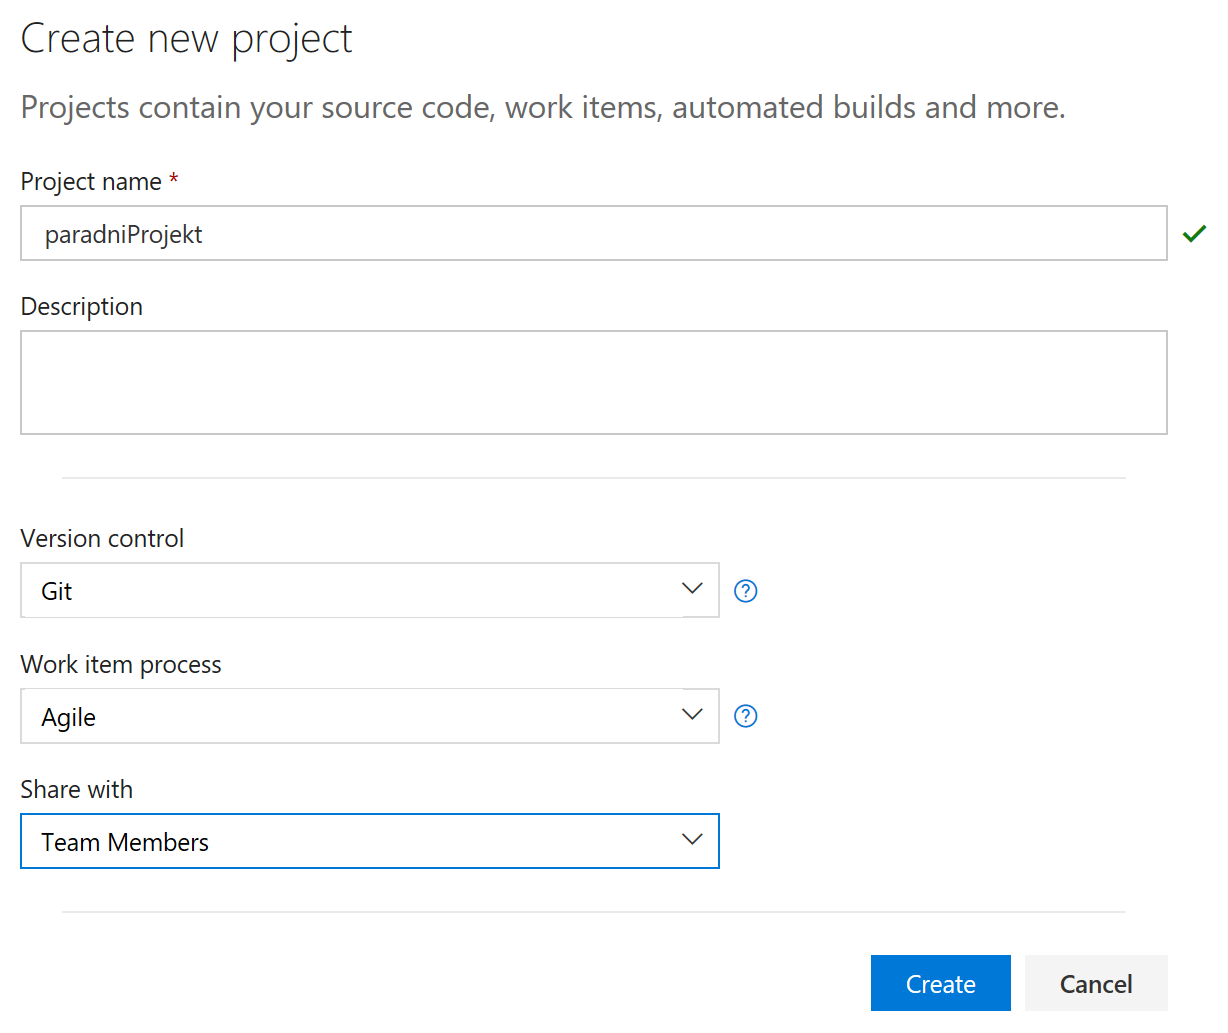 Create new project
Projects contain your source code, work items, automated builds and more.
Project name *
paradniProjekt
Description
Version control
Git
?
Work item process
Agile
?
Share with
Team Members
Create Cancel